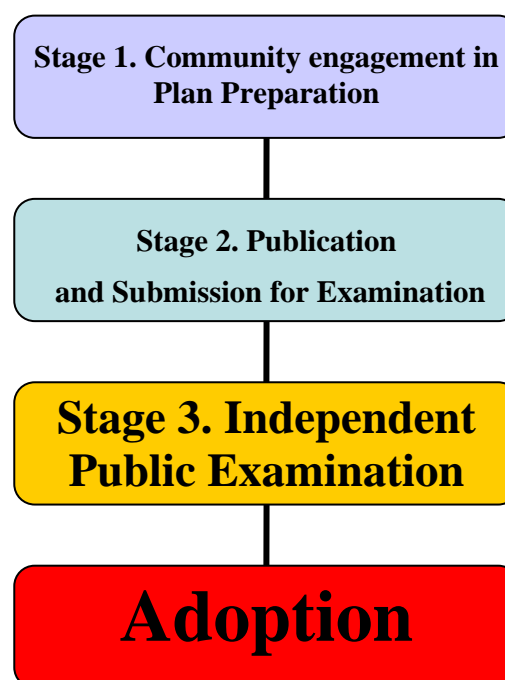 Stage 1. Community engagement in
Plan Preparation
Stage 2. Publication
and Submission for Examination
Stage 3. Independent
Public Examination
Adoption